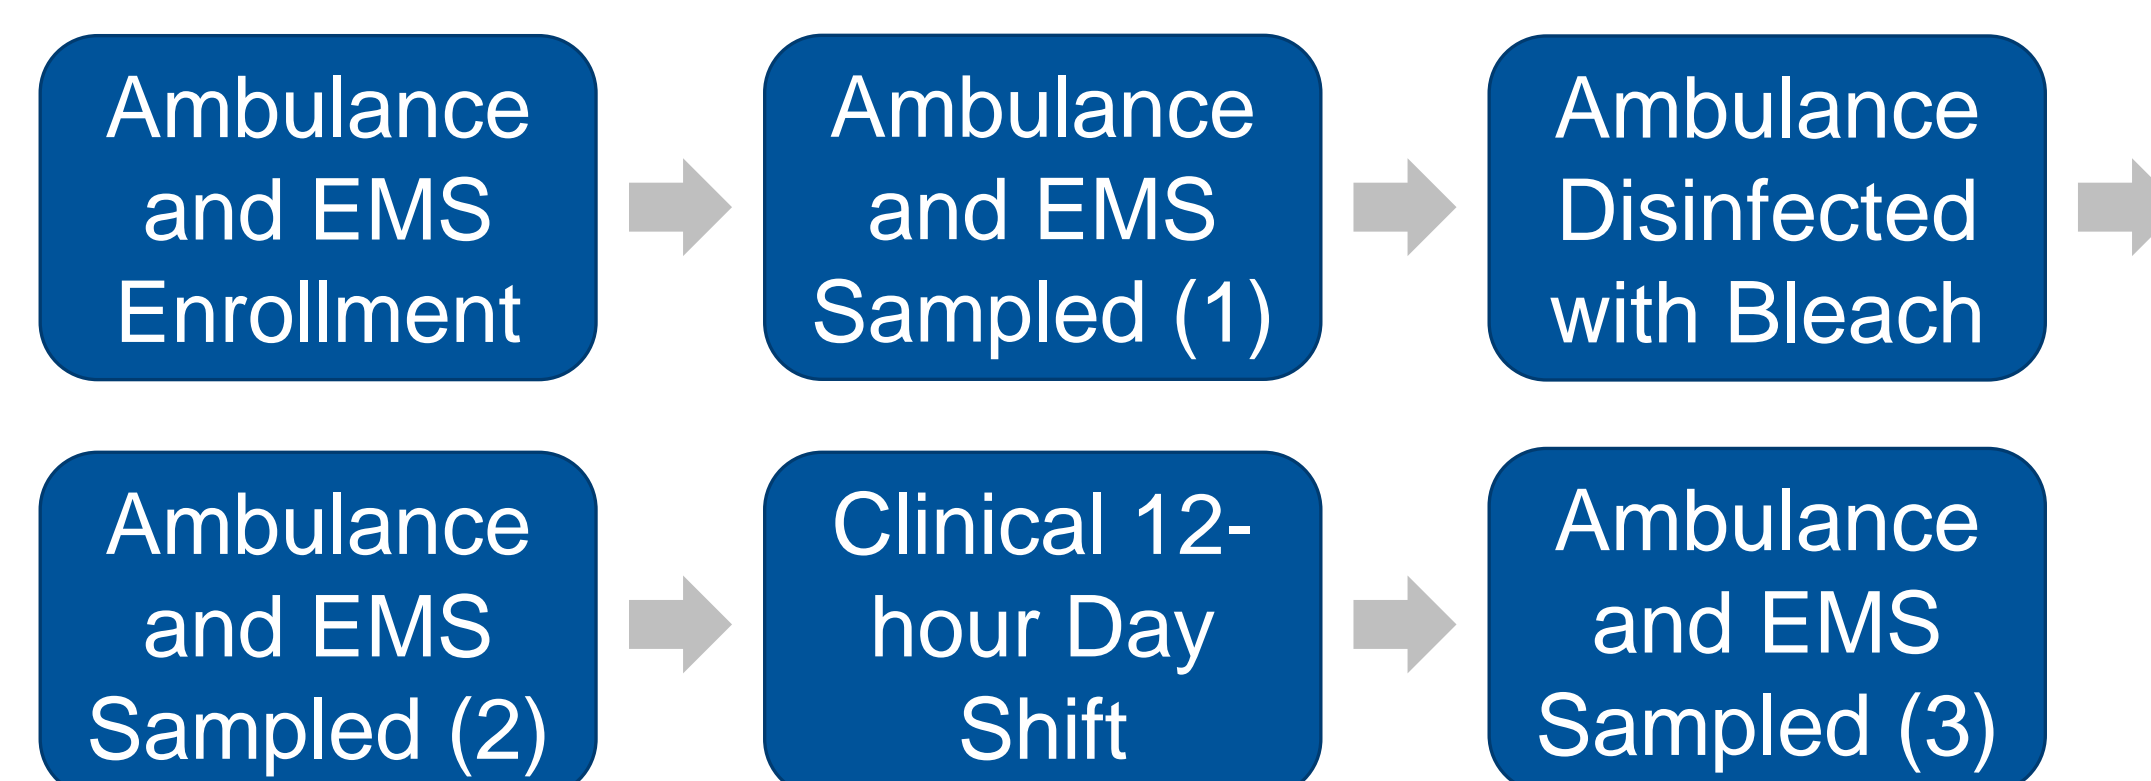 Ambulance
and EMS
Enrollment
Ambulance
and EMS
Sampled (1)
Ambulance
Disinfected
with Bleach
Ambulance
and EMS
Sampled (2)
Clinical 12-
hour Day
Shift
Ambulance
and EMS
Sampled (3)